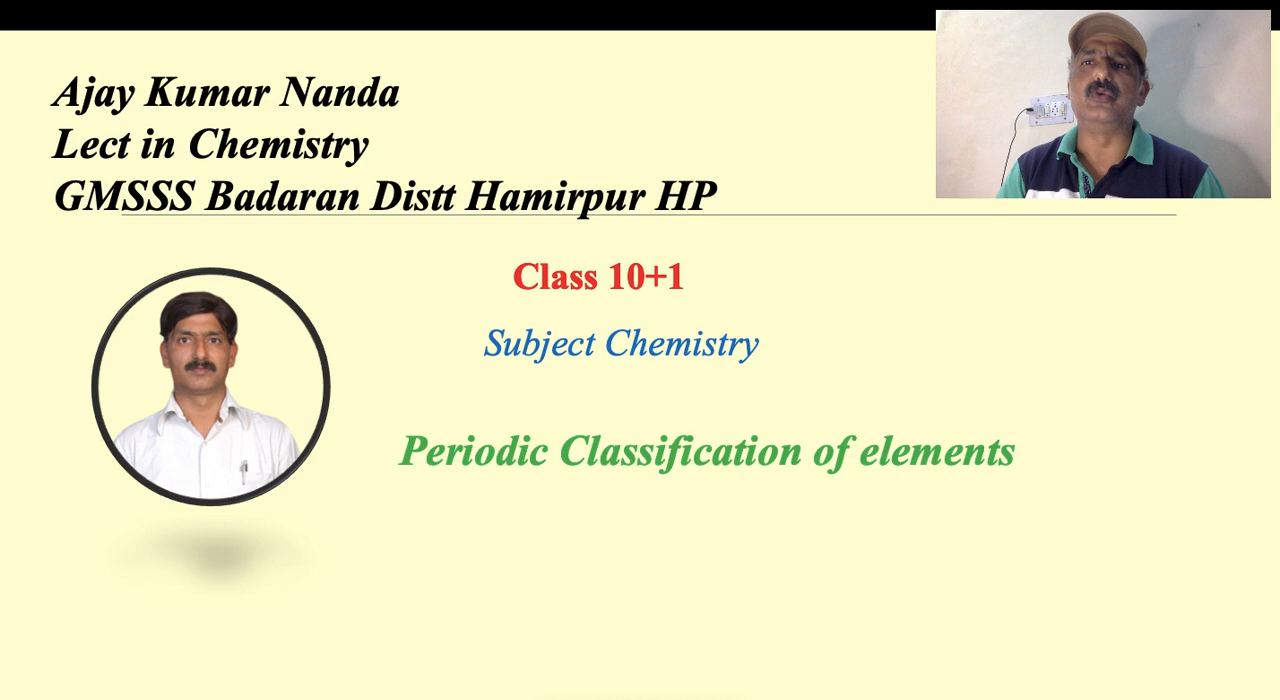 Ajay Kumar Nanda
Lect in Chemistry
GMSSS Badaran Distt Hamirpur HP
Class 10+1
Subject Chemistry
Periodic Classification of elements